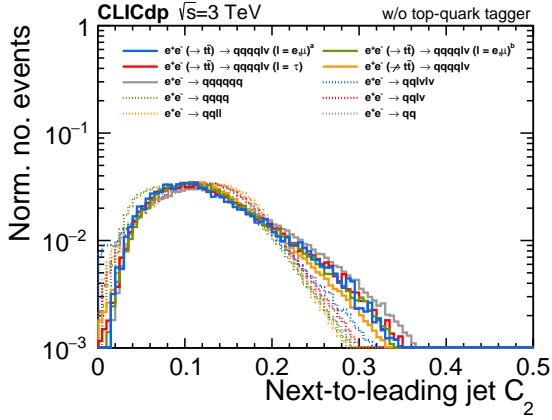 CLICdp √s=3 TeV w/o top-quark tagger
e⁺e⁻ (→ tt̄) → qqqqlν (l = e,μ)ᵃ
e⁺e⁻ (→ tt̄) → qqqqlν (l = e,μ)ᵇ
e⁺e⁻ (→ tt̄) → qqqqlν (l = τ)
e⁺e⁻ (↛ tt̄) → qqqqlν
e⁺e⁻ → qqqqqq
e⁺e⁻ → qqlνlν
e⁺e⁻ → qqqq
e⁺e⁻ → qqlν
e⁺e⁻ → qqll
e⁺e⁻ → qq
Norm. no. events
1
10⁻¹
10⁻²
10⁻³
0 0.1 0.2 0.3 0.4 0.5
Next-to-leading jet C₂